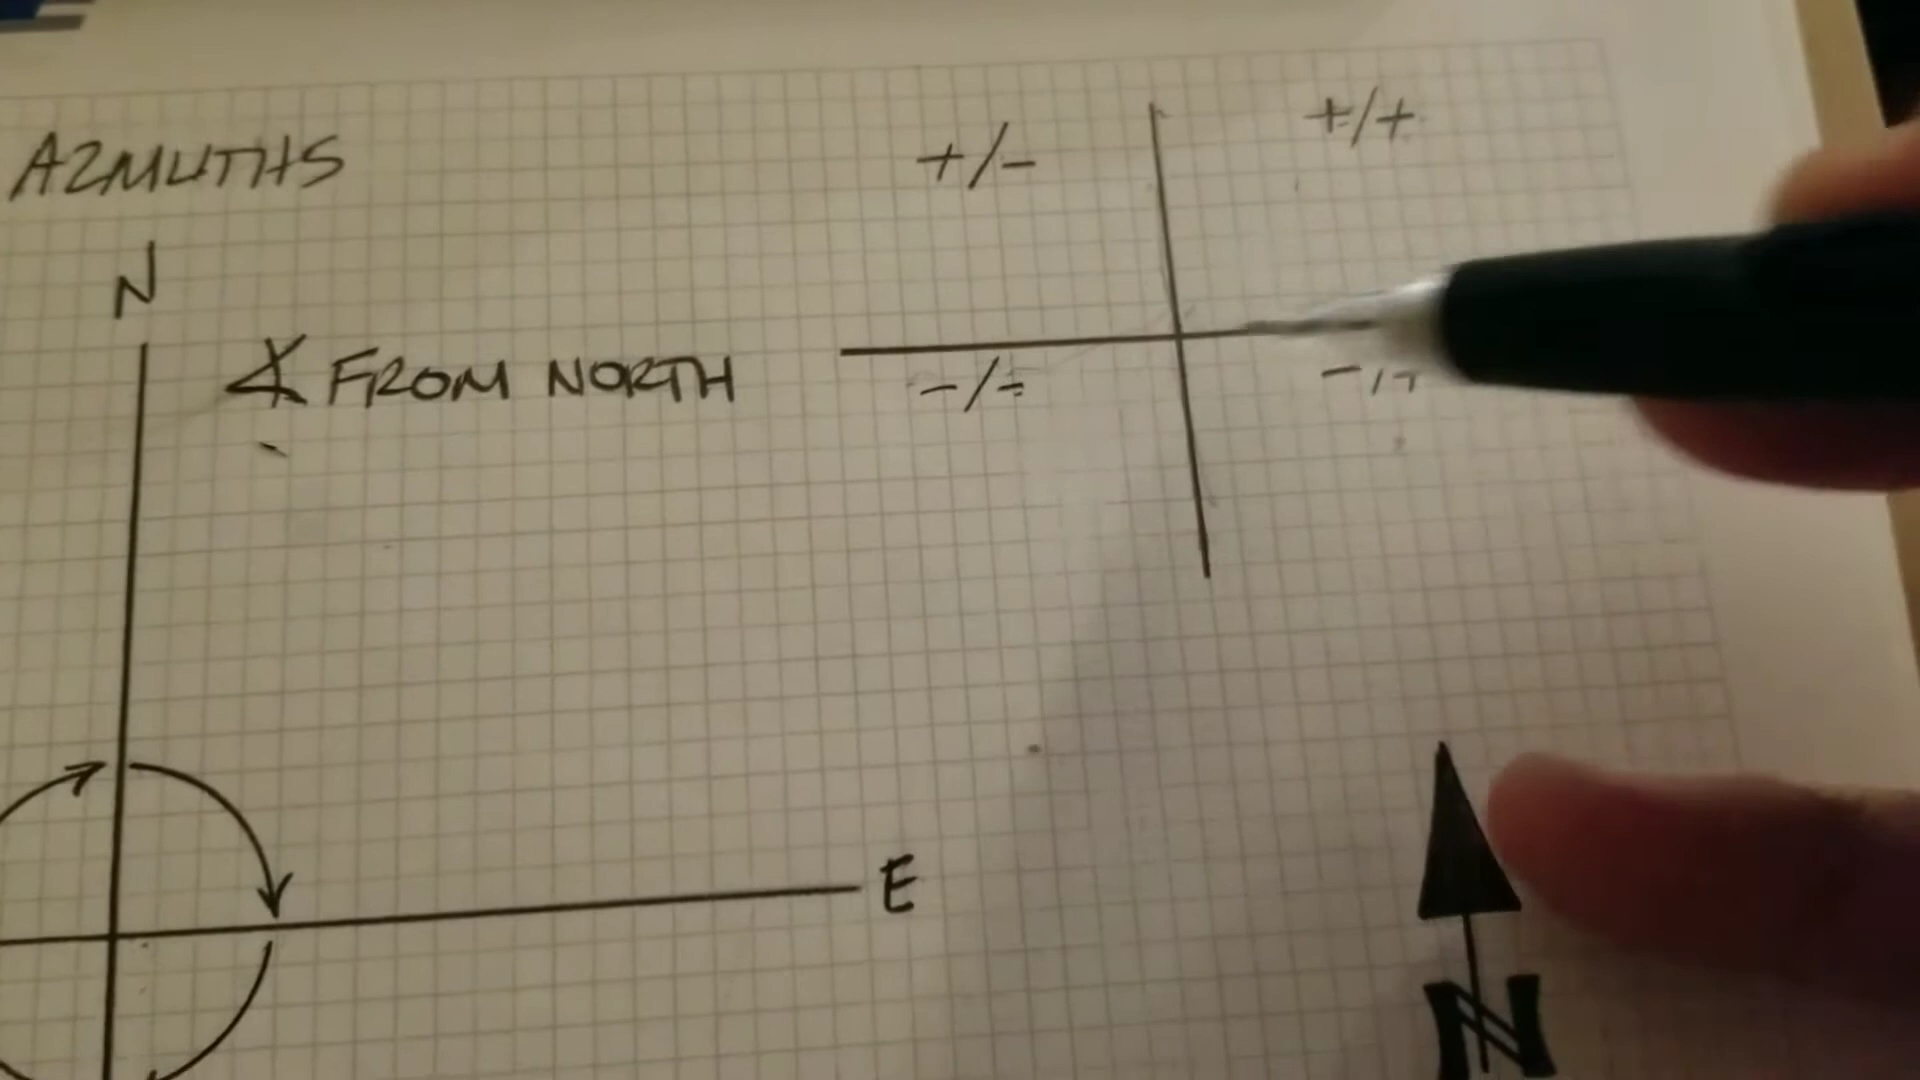 AZMUTHS
+/-
+/+
N
∡ FROM NORTH
-/-
-/+
E
N